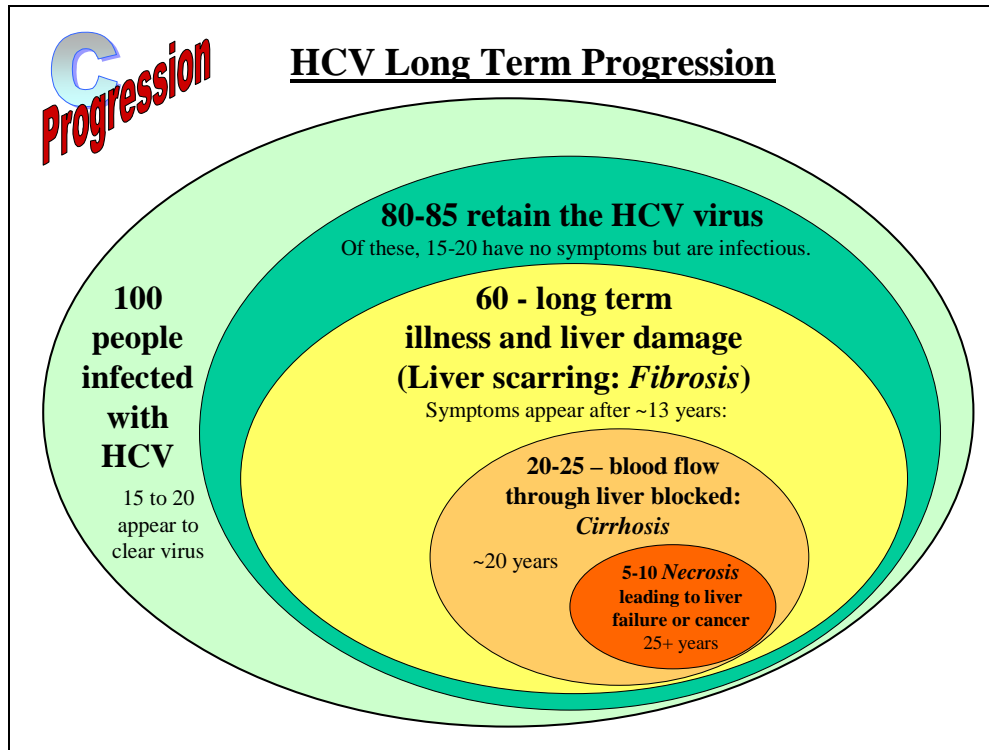 C
Progression
HCV Long Term Progression
80-85 retain the HCV virus
Of these, 15-20 have no symptoms but are infectious.
100
people
infected
with
HCV
15 to 20
appear to
clear virus
60 - long term
illness and liver damage
(Liver scarring: Fibrosis)
Symptoms appear after ~13 years:
20-25 – blood flow
through liver blocked:
Cirrhosis
~20 years
5-10 Necrosis
leading to liver
failure or cancer
25+ years